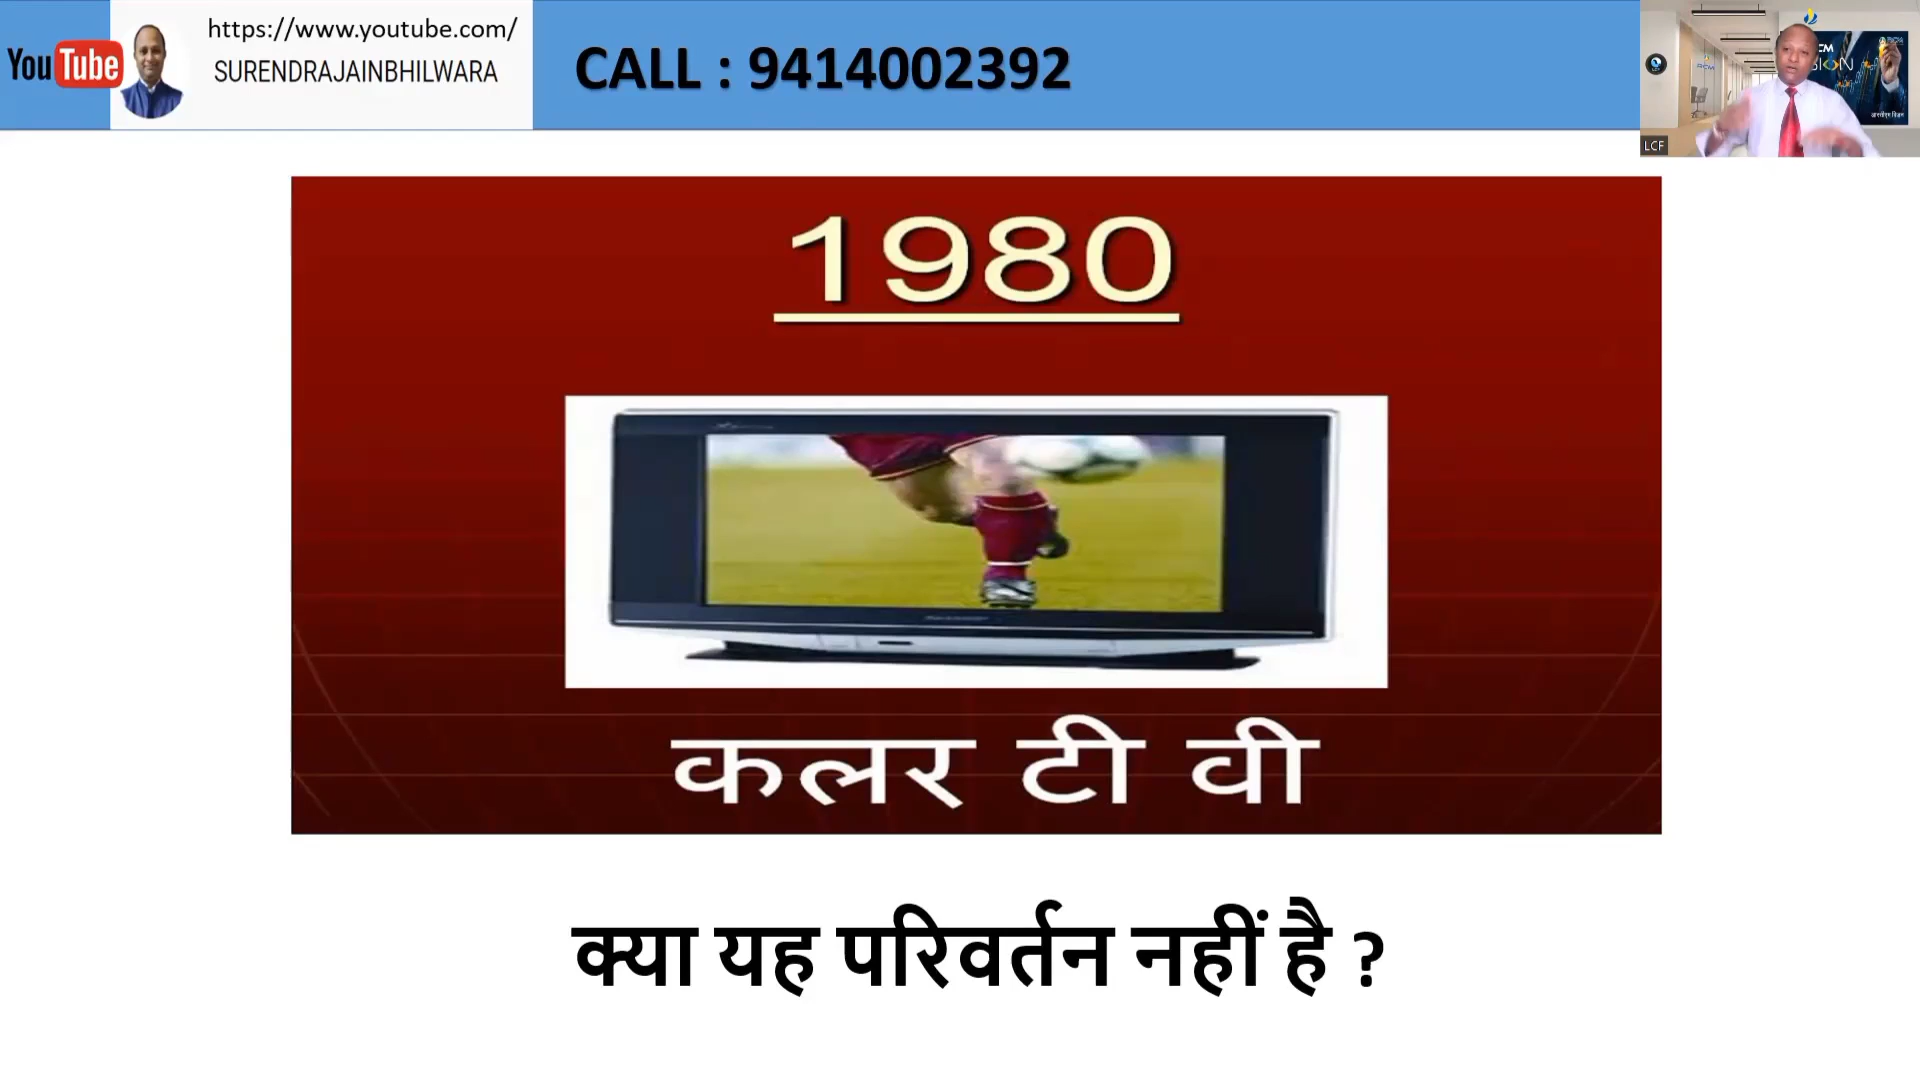 YouTube
https://www.youtube.com/
SURENDRAJAINBHILWARA
CALL : 9414002392
LCF
1980
कलर टी वी
क्या यह परिवर्तन नहीं है ?